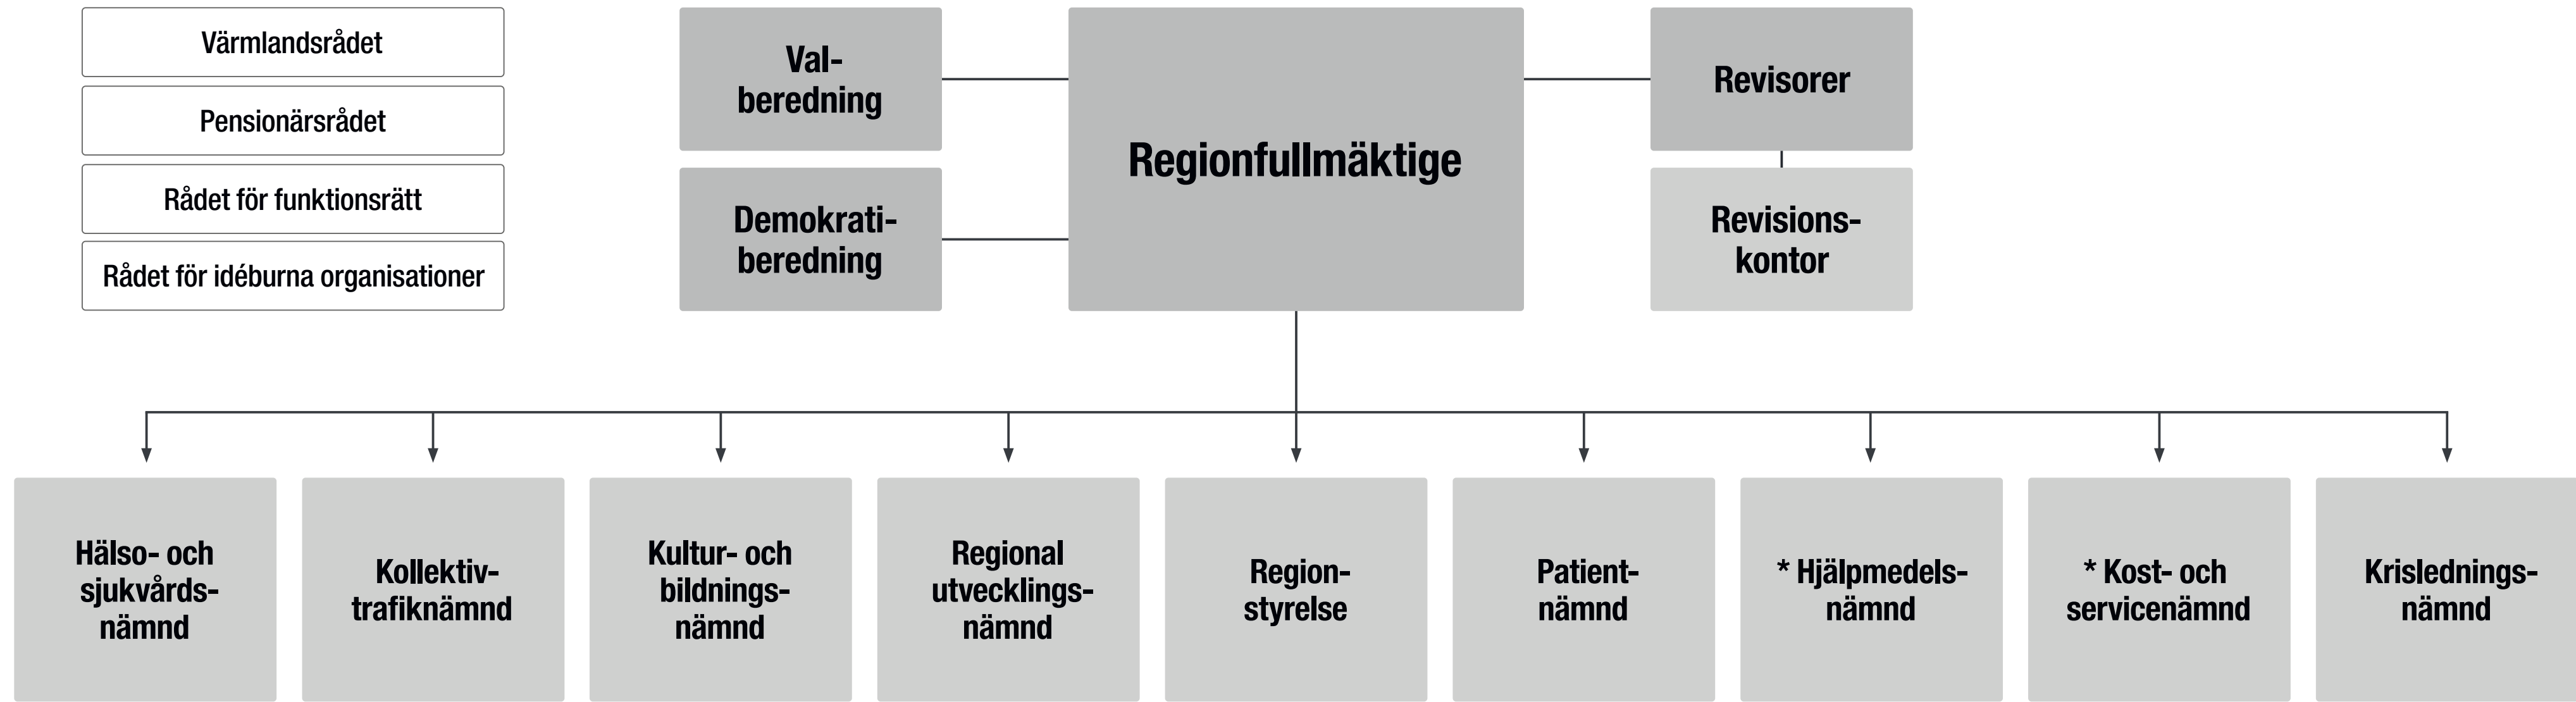 Värmlandsrådet
Pensionärsrådet
Rådet för funktionsrätt
Rådet för idéburna organisationer
Val-
beredning
Demokrati-
beredning
Regionfullmäktige
Revisorer
Revisions-
kontor
Hälso- och
sjukvårds-
nämnd
Kollektiv-
trafiknämnd
Kultur- och
bildnings-
nämnd
Regional
utvecklings-
nämnd
Region-
styrelse
Patient-
nämnd
* Hjälpmedels-
nämnd
* Kost- och
servicenämnd
Krislednings-
nämnd